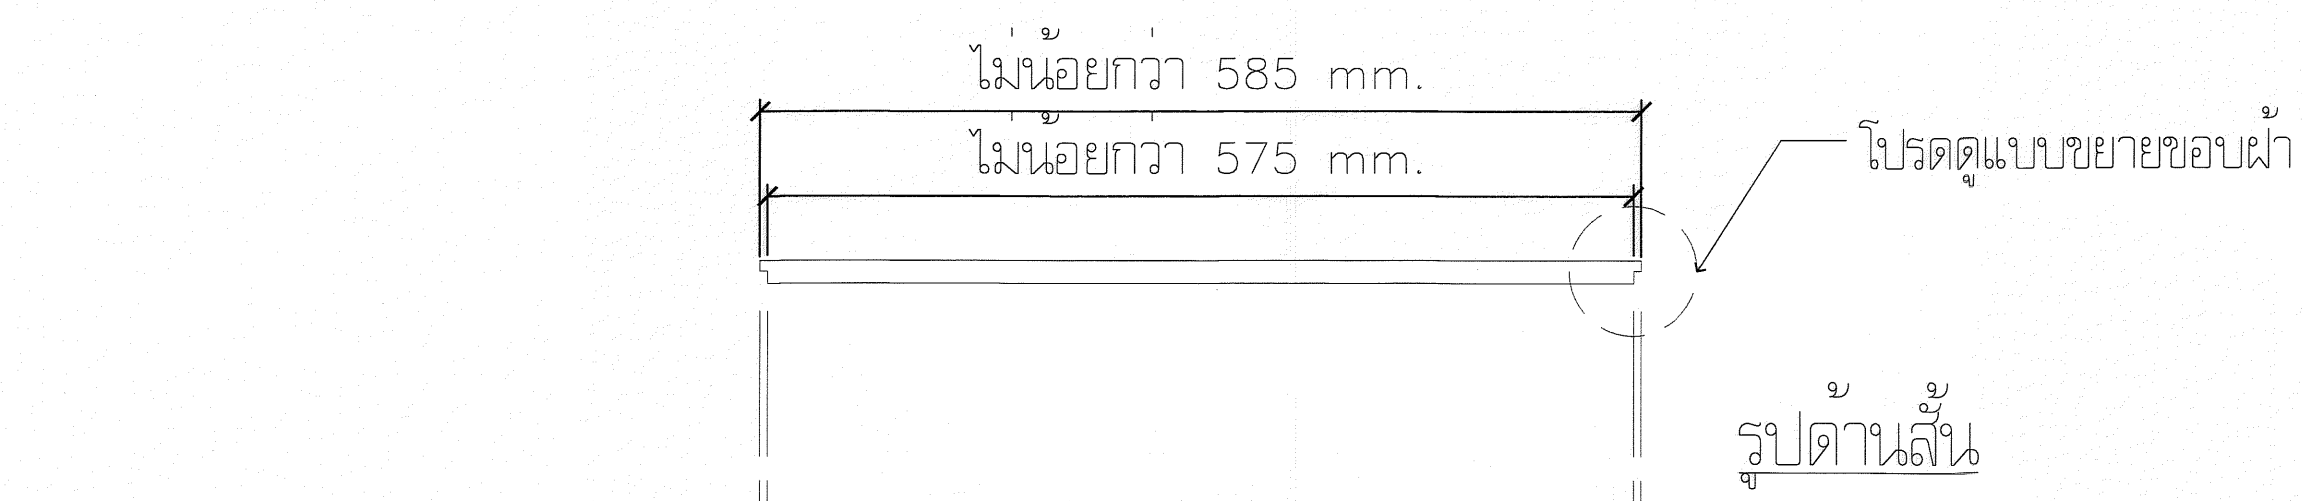 ไม่น้อยกว่า 585 mm.
ไม่น้อยกว่า 575 mm.
โปรดดูแบบขยายขอบฝ้า
รูปด้านสั้น